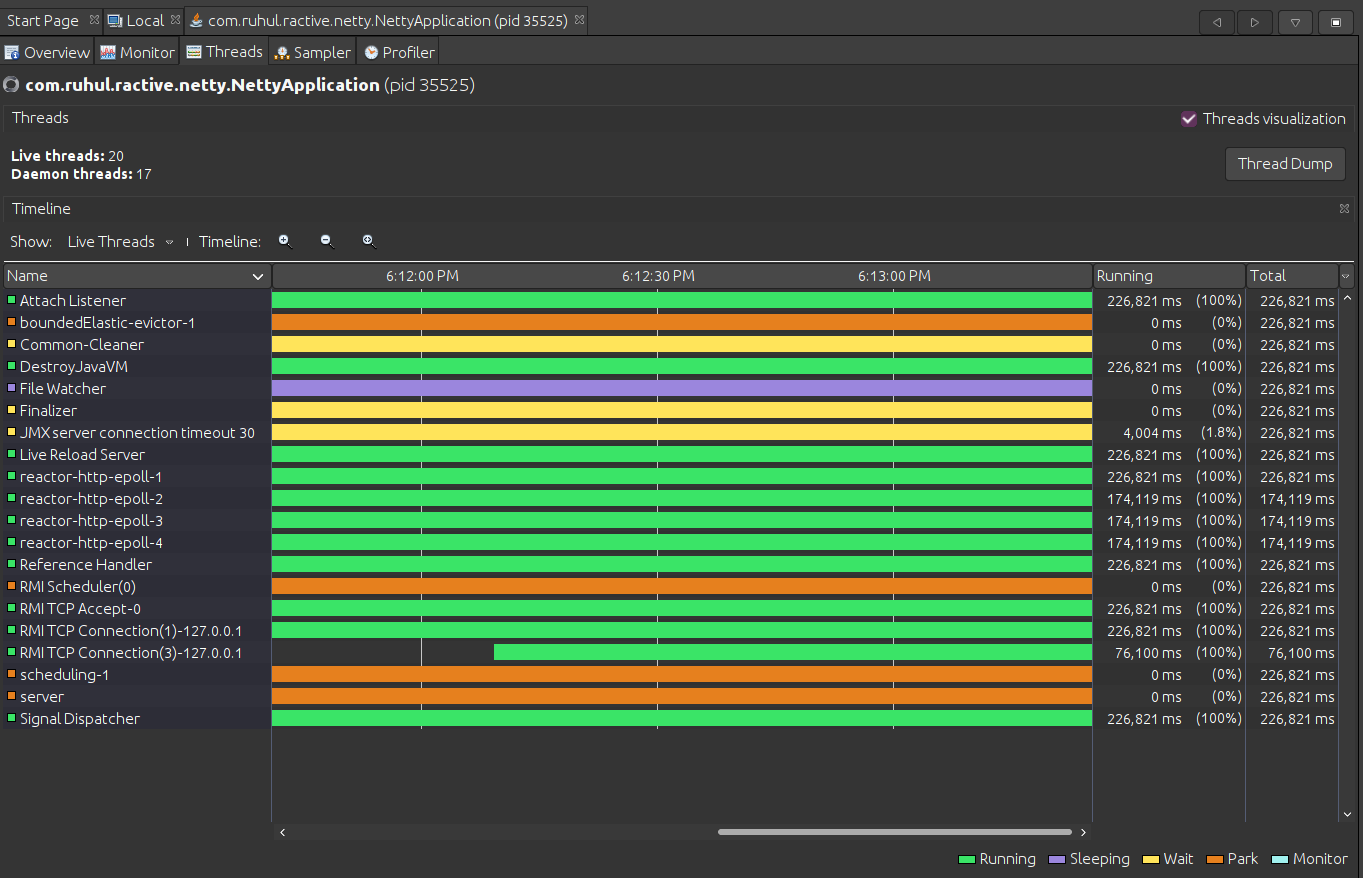 Start Page Local com.ruhul.ractive.netty.NettyApplication (pid 35525)
Overview Monitor Threads Sampler Profiler
com.ruhul.ractive.netty.NettyApplication (pid 35525)
Threads Threads visualization
Live threads: 20
Daemon threads: 17
Thread Dump
Timeline
Show: Live Threads Timeline:
Name 6:12:00 PM 6:12:30 PM 6:13:00 PM Running Total
Attach Listener 226,821 ms (100%) 226,821 ms
boundedElastic-evictor-1 0 ms (0%) 226,821 ms
Common-Cleaner 0 ms (0%) 226,821 ms
DestroyJavaVM 226,821 ms (100%) 226,821 ms
File Watcher 0 ms (0%) 226,821 ms
Finalizer 0 ms (0%) 226,821 ms
JMX server connection timeout 30 4,004 ms (1.8%) 226,821 ms
Live Reload Server 226,821 ms (100%) 226,821 ms
reactor-http-epoll-1 226,821 ms (100%) 226,821 ms
reactor-http-epoll-2 174,119 ms (100%) 174,119 ms
reactor-http-epoll-3 174,119 ms (100%) 174,119 ms
reactor-http-epoll-4 174,119 ms (100%) 174,119 ms
Reference Handler 226,821 ms (100%) 226,821 ms
RMI Scheduler(0) 0 ms (0%) 226,821 ms
RMI TCP Accept-0 226,821 ms (100%) 226,821 ms
RMI TCP Connection(1)-127.0.0.1 226,821 ms (100%) 226,821 ms
RMI TCP Connection(3)-127.0.0.1 76,100 ms (100%) 76,100 ms
scheduling-1 0 ms (0%) 226,821 ms
server 0 ms (0%) 226,821 ms
Signal Dispatcher 226,821 ms (100%) 226,821 ms
Running Sleeping Wait Park Monitor